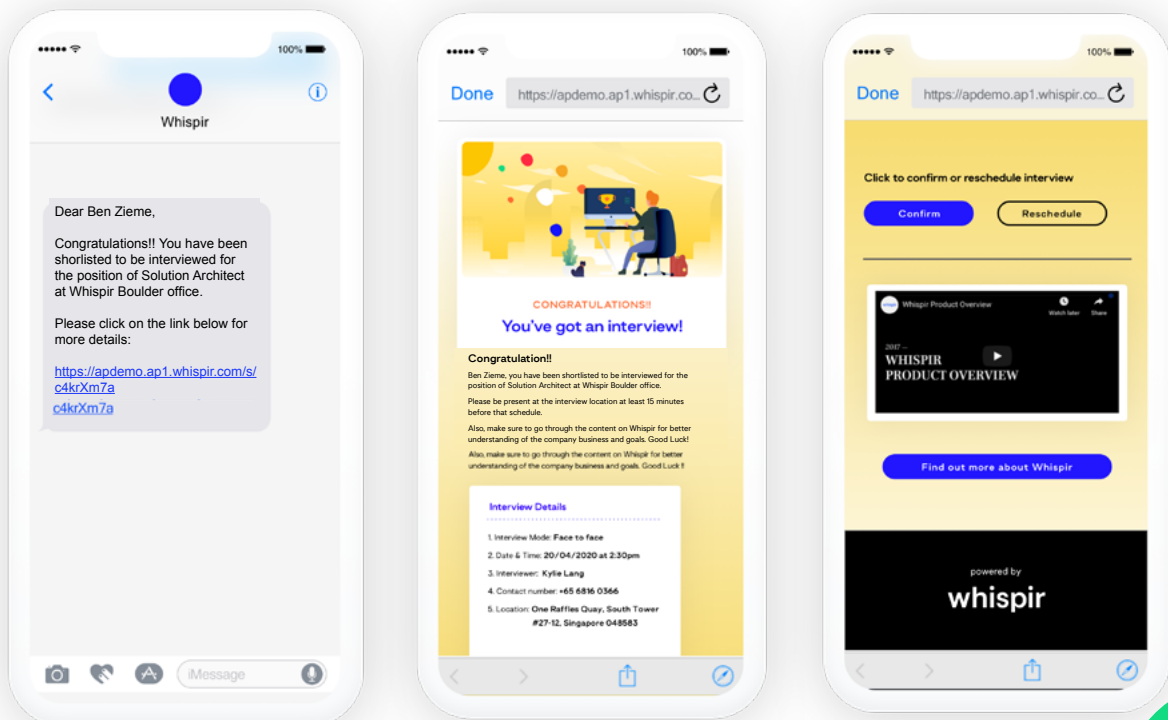 100%
Whispir
Dear Ben Zieme,
Congratulations!! You have been
shortlisted to be interviewed for
the position of Solution Architect
at Whispir Boulder office.
Please click on the link below for
more details:
https://apdemo.ap1.whispir.com/s/
c4krXm7a
c4krXm7a
iMessage
100%
Done
https://apdemo.ap1.whispir.co...
CONGRATULATIONS!!
You've got an interview!
Congratulation!!
Ben Zieme, you have been shortlisted to be interviewed for the
position of Solution Architect at Whispir Boulder office.
Please be present at the interview location at least 15 minutes
before that schedule.
Also, make sure to go through the content on Whispir for better
understanding of the company business and goals. Good Luck!
Also, make sure to go through the content on Whispir for better
understanding of the company business and goals. Good Luck !!
Interview Details
1. Interview Mode: Face to face
2. Date & Time: 20/04/2020 at 2:30pm
3. Interviewer: Kylie Lang
4. Contact number: +65 6816 0366
5. Location: One Raffles Quay, South Tower
#27-12, Singapore 048583
100%
Done
https://apdemo.ap1.whispir.co...
Click to confirm or reschedule interview
Confirm
Reschedule
Whispir Product Overview
Watch later
Share
2017 —
WHISPIR
PRODUCT OVERVIEW
Find out more about Whispir
powered by
whispir